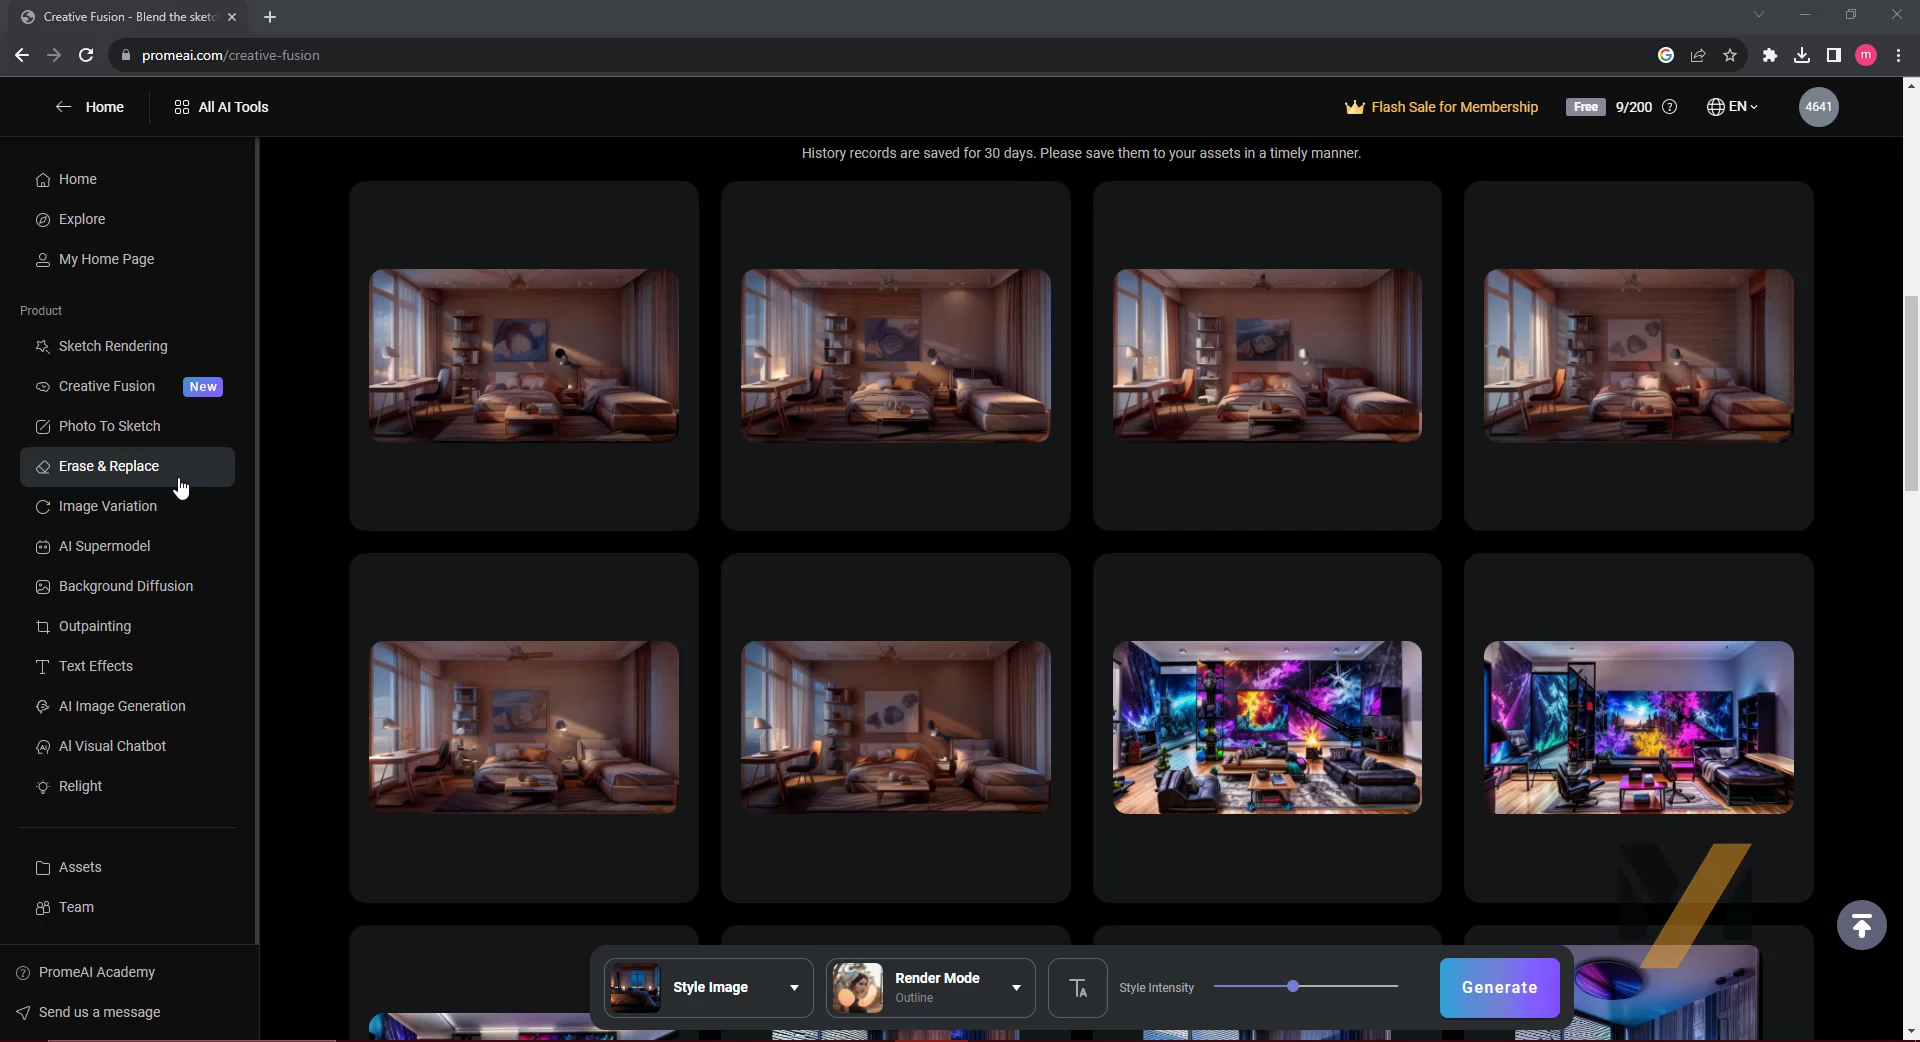 Creative Fusion - Blend the sketc
promeai.com/creative-fusion
m
Home
All AI Tools
Flash Sale for Membership
Free
9/200
EN
4641
Home
Explore
My Home Page
Product
Sketch Rendering
Creative Fusion
New
Photo To Sketch
Erase & Replace
Image Variation
AI Supermodel
Background Diffusion
Outpainting
Text Effects
AI Image Generation
AI Visual Chatbot
Relight
Assets
Team
PromeAI Academy
Send us a message
History records are saved for 30 days. Please save them to your assets in a timely manner.
Style Image
Render Mode
Outline
Style Intensity
Generate